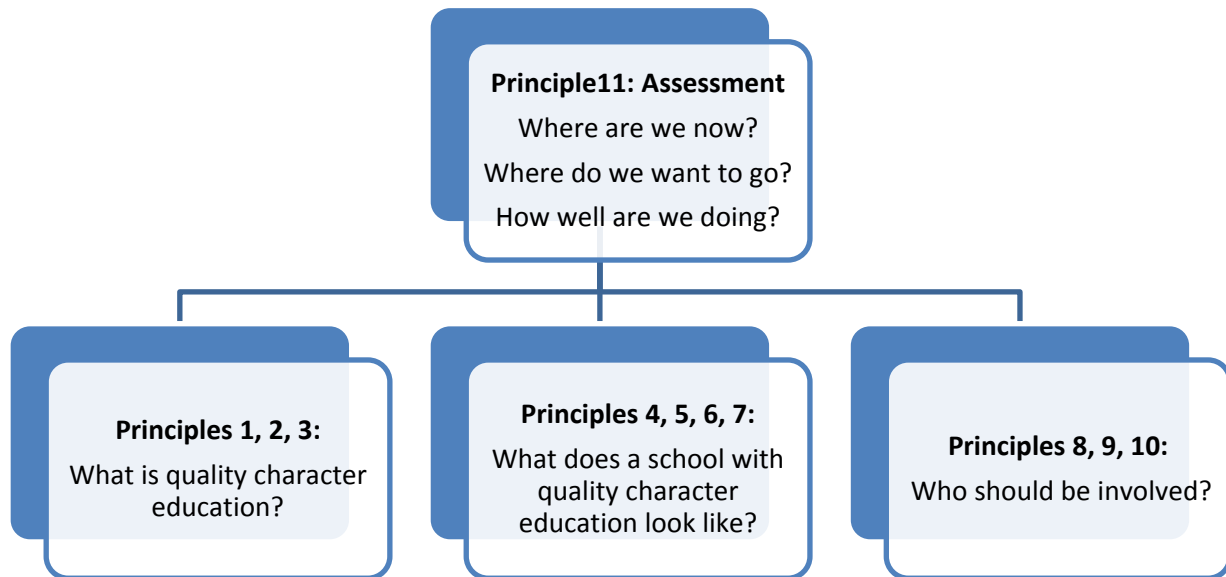 Principle11: Assessment
Where are we now?
Where do we want to go?
How well are we doing?
Principles 1, 2, 3:
What is quality character
education?
Principles 4, 5, 6, 7:
What does a school with
quality character
education look like?
Principles 8, 9, 10:
Who should be involved?